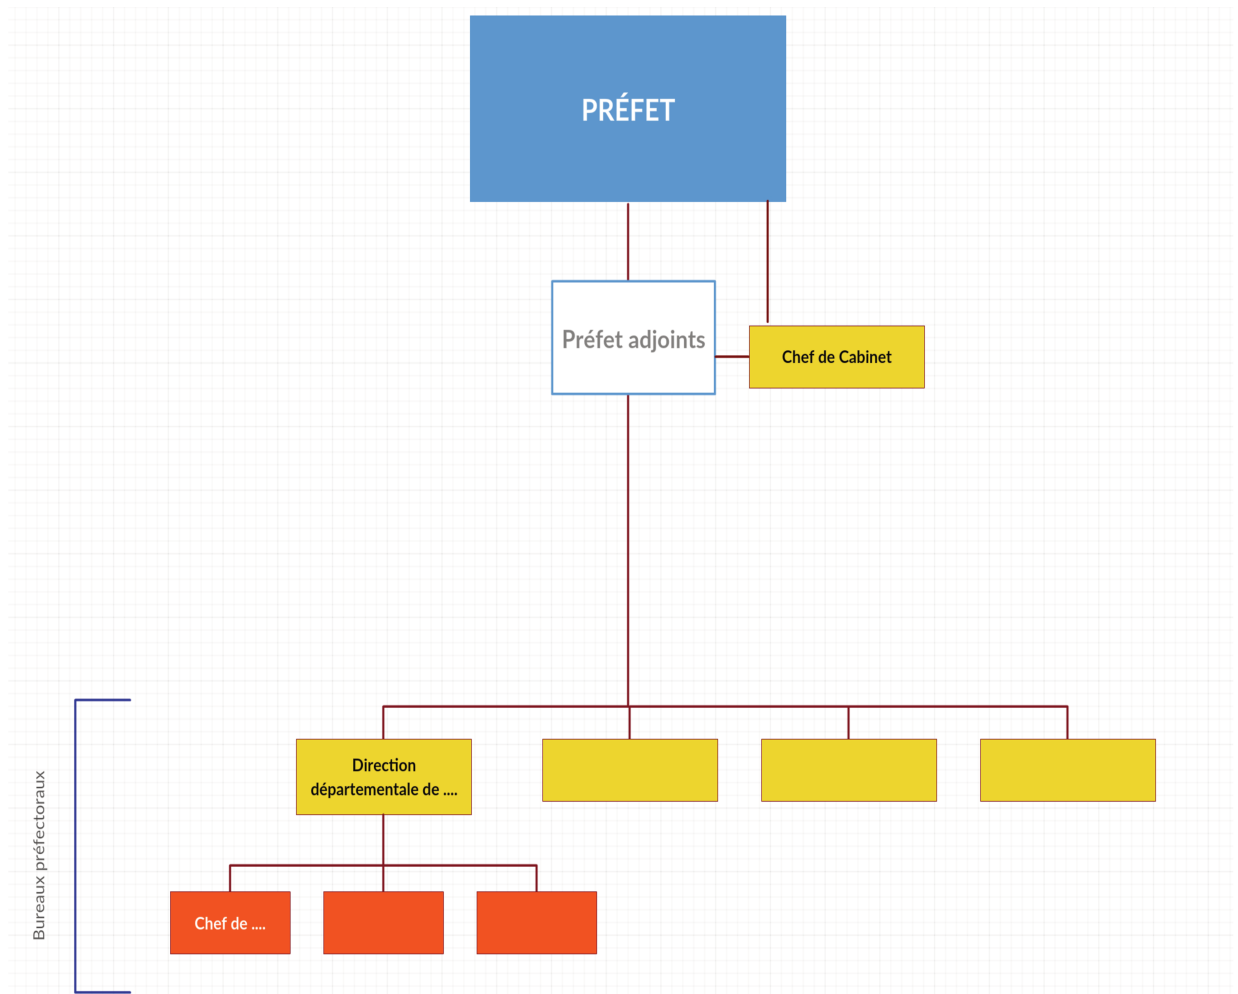 PRÉFET
Préfet adjoints
Chef de Cabinet
Direction
départementale de ....
Chef de ....
Bureaux préfectoraux